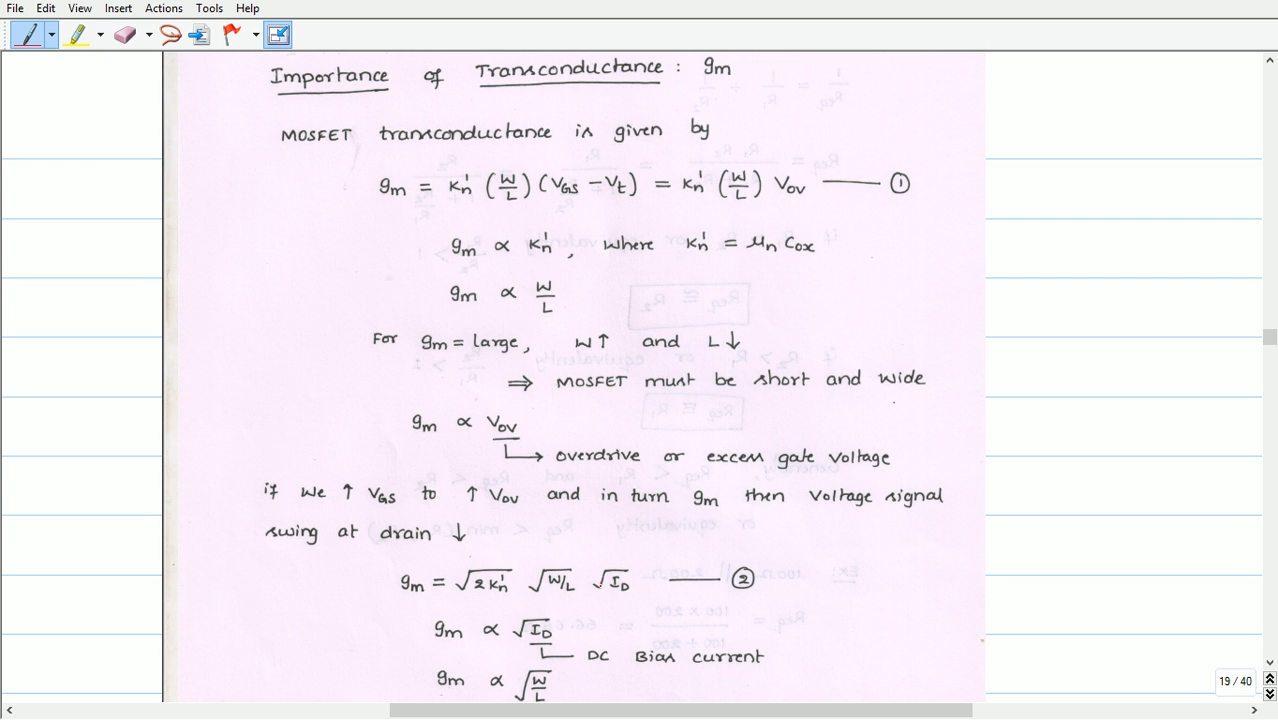 File Edit View Insert Actions Tools Help
Importance of Transconductance : gm
MOSFET transconductance is given by
gm = kn' (W/L) (VGS − Vt) = kn' (W/L) VOV —— ①
gm ∝ kn', where kn' = μn Cox
gm ∝ W/L
For gm = large, W↑ and L↓
⇒ MOSFET must be short and wide
gm ∝ VOV
↳ overdrive or excess gate voltage
if we ↑ VGS to ↑ VOV and in turn gm then voltage signal
swing at drain ↓
gm = √2kn' √W/L √ID —— ②
gm ∝ √ID
DC Bias current
gm ∝ √W/L
19 / 40